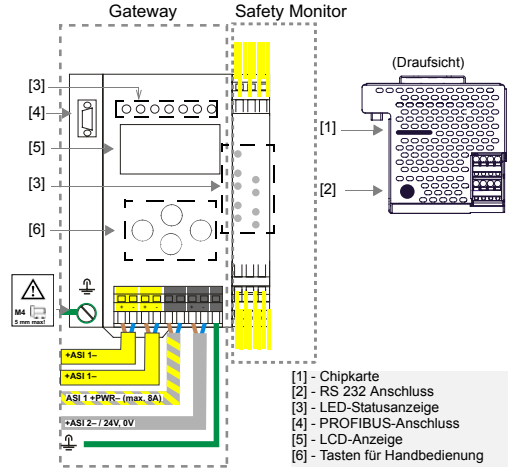 Gateway
Safety Monitor
(Draufsicht)
[3]
[4]
[5]
[3]
[6]
[1]
[2]
M4
5 mm max!
+ - + - + -
+ASI 1–
+ASI 1–
ASI 1 +PWR– (max. 8A)
+ASI 2– / 24V, 0V
[1] - Chipkarte
[2] - RS 232 Anschluss
[3] - LED-Statusanzeige
[4] - PROFIBUS-Anschluss
[5] - LCD-Anzeige
[6] - Tasten für Handbedienung